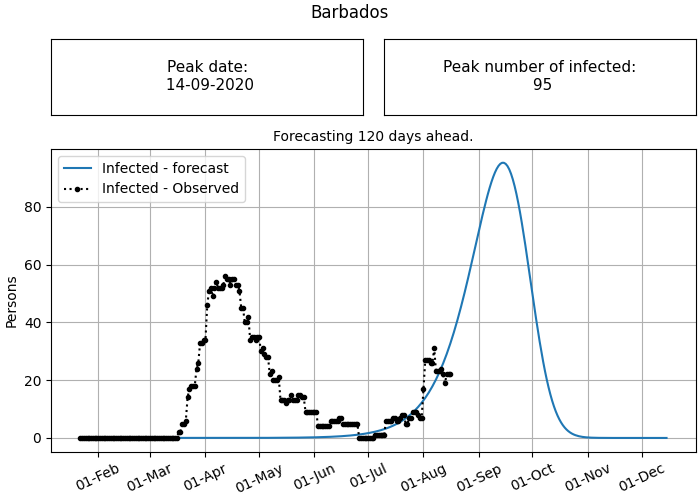 Barbados
Peak date:
14-09-2020
Peak number of infected:
95
Forecasting 120 days ahead.
Infected - forecast
Infected - Observed
Persons
80
60
40
20
0
01-Feb
01-Mar
01-Apr
01-May
01-Jun
01-Jul
01-Aug
01-Sep
01-Oct
01-Nov
01-Dec